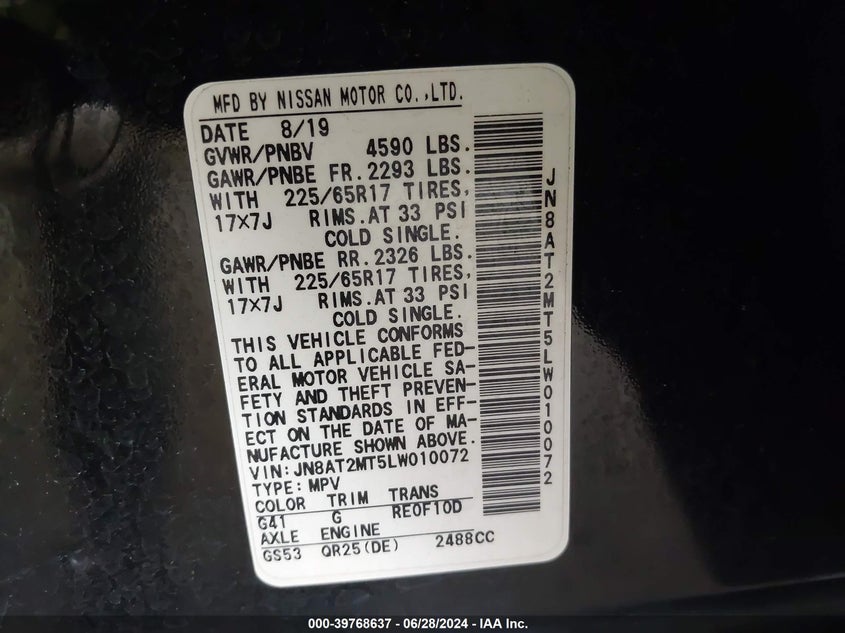 MFD BY NISSAN MOTOR CO.,LTD.
DATE 8/19
GVWR/PNBV 4590 LBS.
GAWR/PNBE FR.2293 LBS.
WITH 225/65R17 TIRES,
17X7J RIMS.AT 33 PSI
COLD SINGLE.
GAWR/PNBE RR.2326 LBS.
WITH 225/65R17 TIRES,
17X7J RIMS.AT 33 PSI
COLD SINGLE.
THIS VEHICLE CONFORMS
TO ALL APPLICABLE FED-
ERAL MOTOR VEHICLE SA-
FETY AND THEFT PREVEN-
TION STANDARDS IN EFF-
ECT ON THE DATE OF MA-
NUFACTURE SHOWN ABOVE.
VIN:JN8AT2MT5LW010072
TYPE:MPV
COLOR TRIM TRANS
G41 G RE0F10D
AXLE ENGINE
GS53 QR25(DE) 2488CC
JN8AT2MT5LW010072
000-39768637 - 06/28/2024 - IAA Inc.